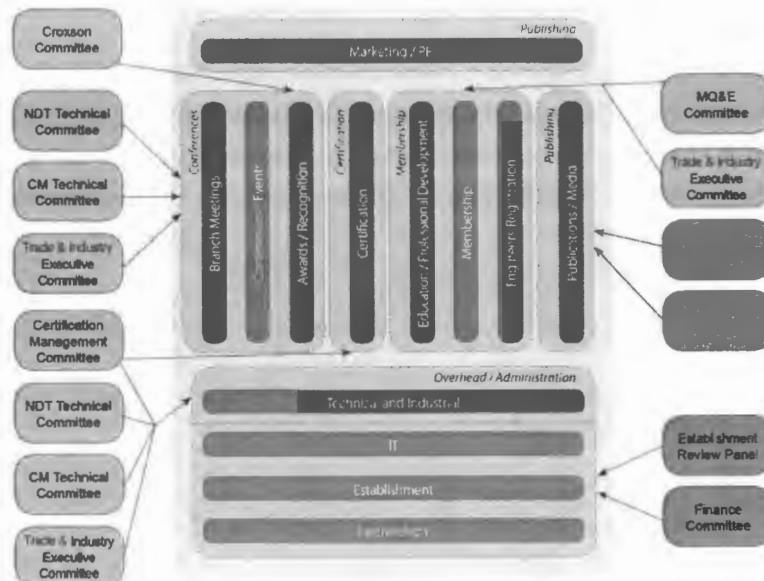 Croxson
Committee
NDT Technical
Committee
CM Technical
Committee
Trade & Industry
Executive
Committee
Certification
Management
Committee
NDT Technical
Committee
CM Technical
Committee
Trade & Industry
Executive
Committee
Publishing
Marketing / PR
Conferences
Branch Meetings
Events
Awards / Recognition
Certification
Certification
Membership
Education / Professional Development
Membership
Engineers Registration
Publishing
Publications / Media
Overhead / Administration
Technical and Industrial
IT
Establishment
MQ&E
Committee
Trade & Industry
Executive
Committee
Establishment
Review Panel
Finance
Committee